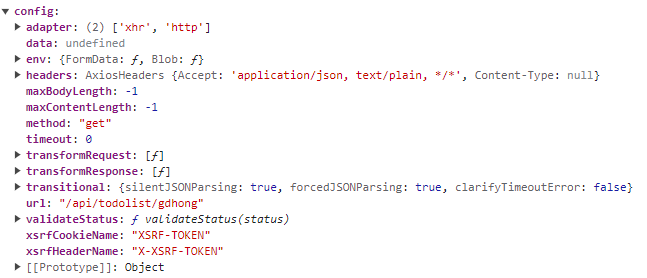 ▼ config:
▶ adapter: (2) ['xhr', 'http']
data: undefined
▶ env: {FormData: ƒ, Blob: ƒ}
▶ headers: AxiosHeaders {Accept: 'application/json, text/plain, */*', Content-Type: null}
maxBodyLength: -1
maxContentLength: -1
method: "get"
timeout: 0
▶ transformRequest: [ƒ]
▶ transformResponse: [ƒ]
▶ transitional: {silentJSONParsing: true, forcedJSONParsing: true, clarifyTimeoutError: false}
url: "/api/todolist/gdhong"
▶ validateStatus: ƒ validateStatus(status)
xsrfCookieName: "XSRF-TOKEN"
xsrfHeaderName: "X-XSRF-TOKEN"
▶ [[Prototype]]: Object